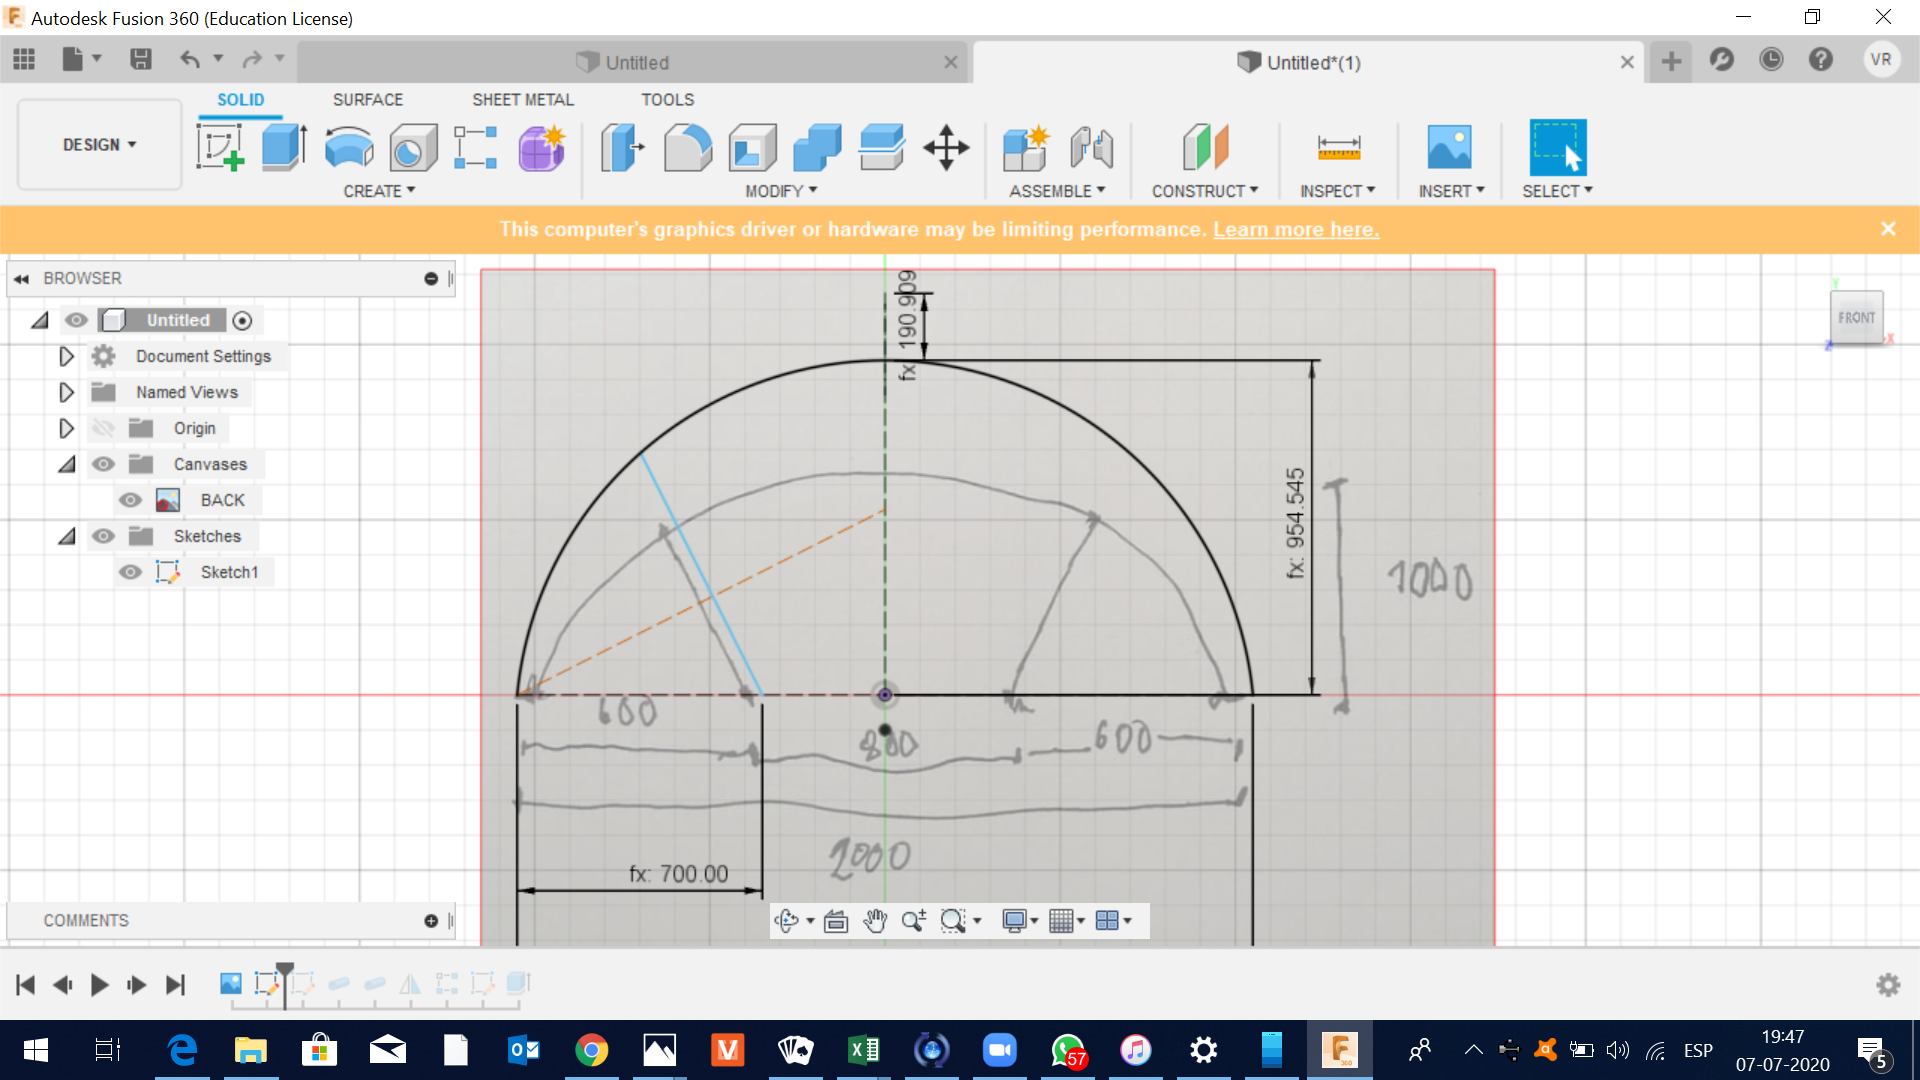 Autodesk Fusion 360 (Education License)
Untitled
Untitled*(1)
VR
SOLID SURFACE SHEET METAL TOOLS
DESIGN
CREATE MODIFY ASSEMBLE CONSTRUCT INSPECT INSERT SELECT
This computer's graphics driver or hardware may be limiting performance. Learn more here.
BROWSER
Untitled
Document Settings
Named Views
Origin
Canvases
BACK
Sketches
Sketch1
Y
FRONT
Z
X
fx: 190.909
fx: 954.545
1000
600
800
600
2000
fx: 700.00
COMMENTS
57
ESP
19:47
07-07-2020
5